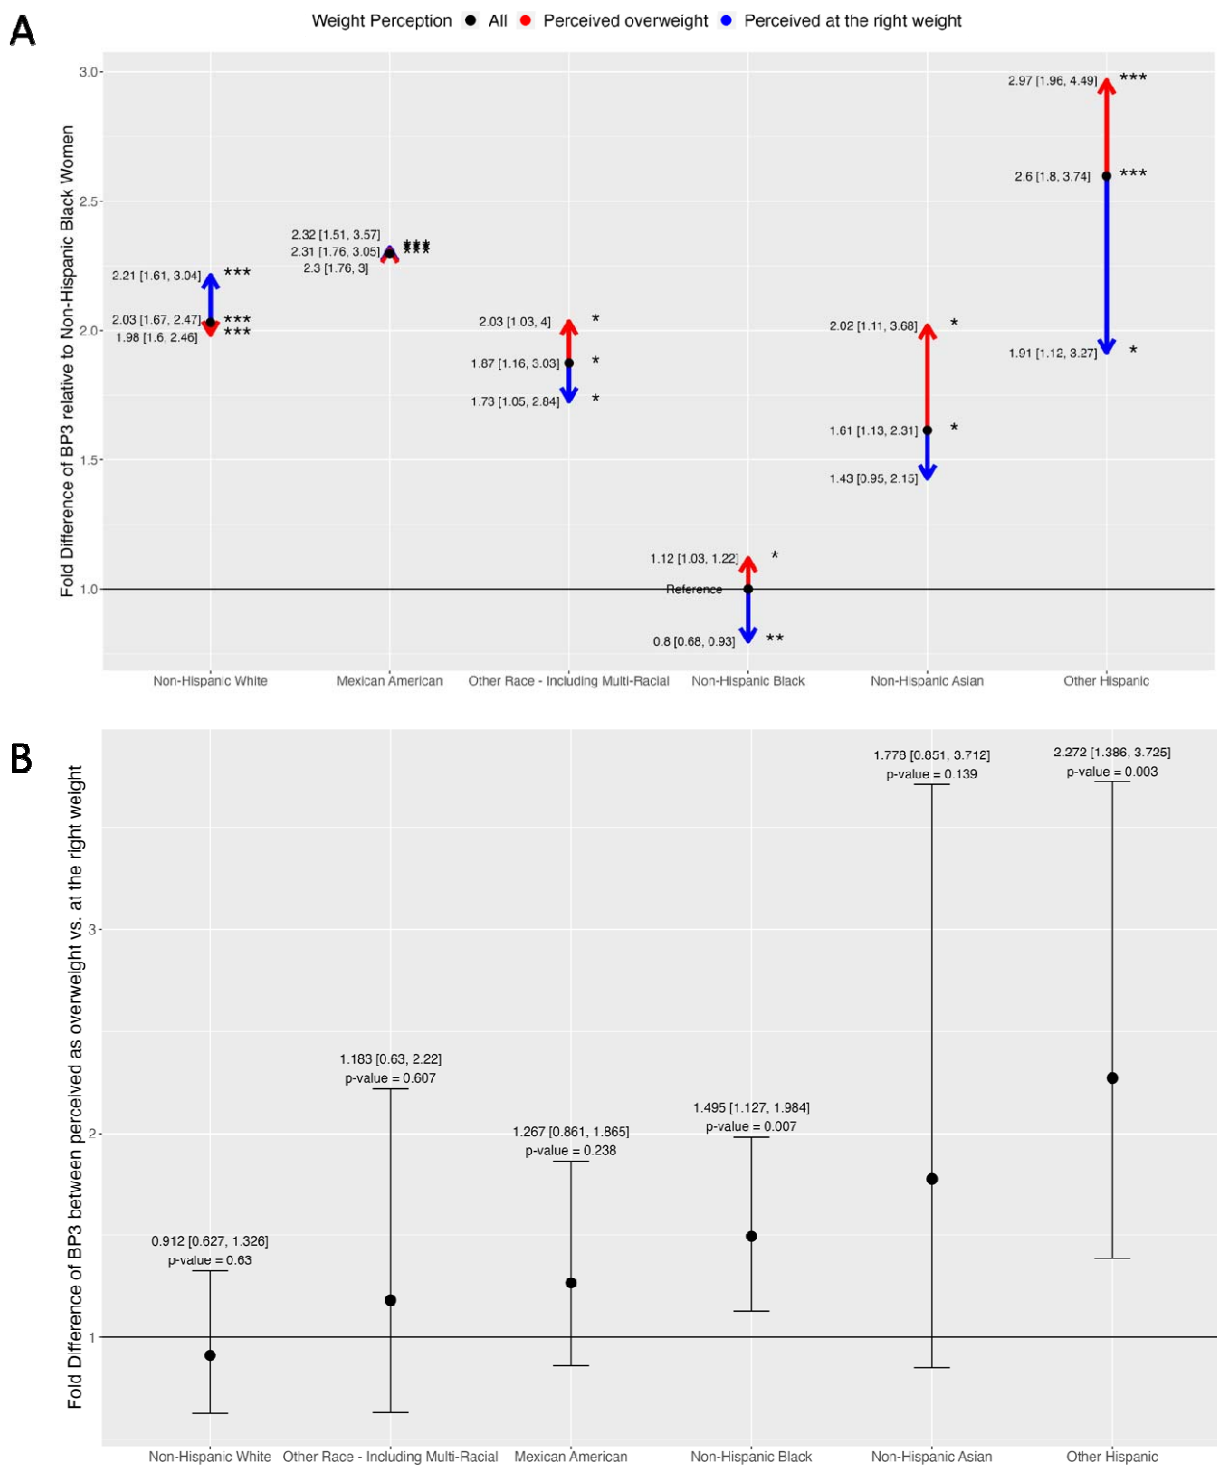 A
Weight Perception All Perceived overweight Perceived at the right weight
Fold Difference of BP3 relative to Non-Hispanic Black Women
3.0
2.5
2.0
1.5
1.0
2.21 [1.61, 3.04] ***
2.03 [1.67, 2.47] ***
1.98 [1.6, 2.46] ***
2.32 [1.51, 3.57] ***
2.31 [1.76, 3.05] ***
2.3 [1.76, 3] ***
2.03 [1.03, 4] *
1.87 [1.16, 3.03] *
1.73 [1.05, 2.84] *
1.12 [1.03, 1.22] *
Reference
0.8 [0.68, 0.93] **
2.02 [1.11, 3.68] *
1.61 [1.13, 2.31] *
1.43 [0.95, 2.15]
2.97 [1.96, 4.49] ***
2.6 [1.8, 3.74] ***
1.91 [1.12, 3.27] *
Non-Hispanic White Mexican American Other Race - Including Multi-Racial Non-Hispanic Black Non-Hispanic Asian Other Hispanic
B
Fold Difference of BP3 between perceived as overweight vs. at the right weight
3
2
1
0.912 [0.627, 1.326]
p-value = 0.63
1.183 [0.63, 2.22]
p-value = 0.607
1.267 [0.861, 1.865]
p-value = 0.238
1.495 [1.127, 1.984]
p-value = 0.007
1.778 [0.851, 3.712]
p-value = 0.139
2.272 [1.386, 3.725]
p-value = 0.003
Non-Hispanic White Other Race - Including Multi-Racial Mexican American Non-Hispanic Black Non-Hispanic Asian Other Hispanic